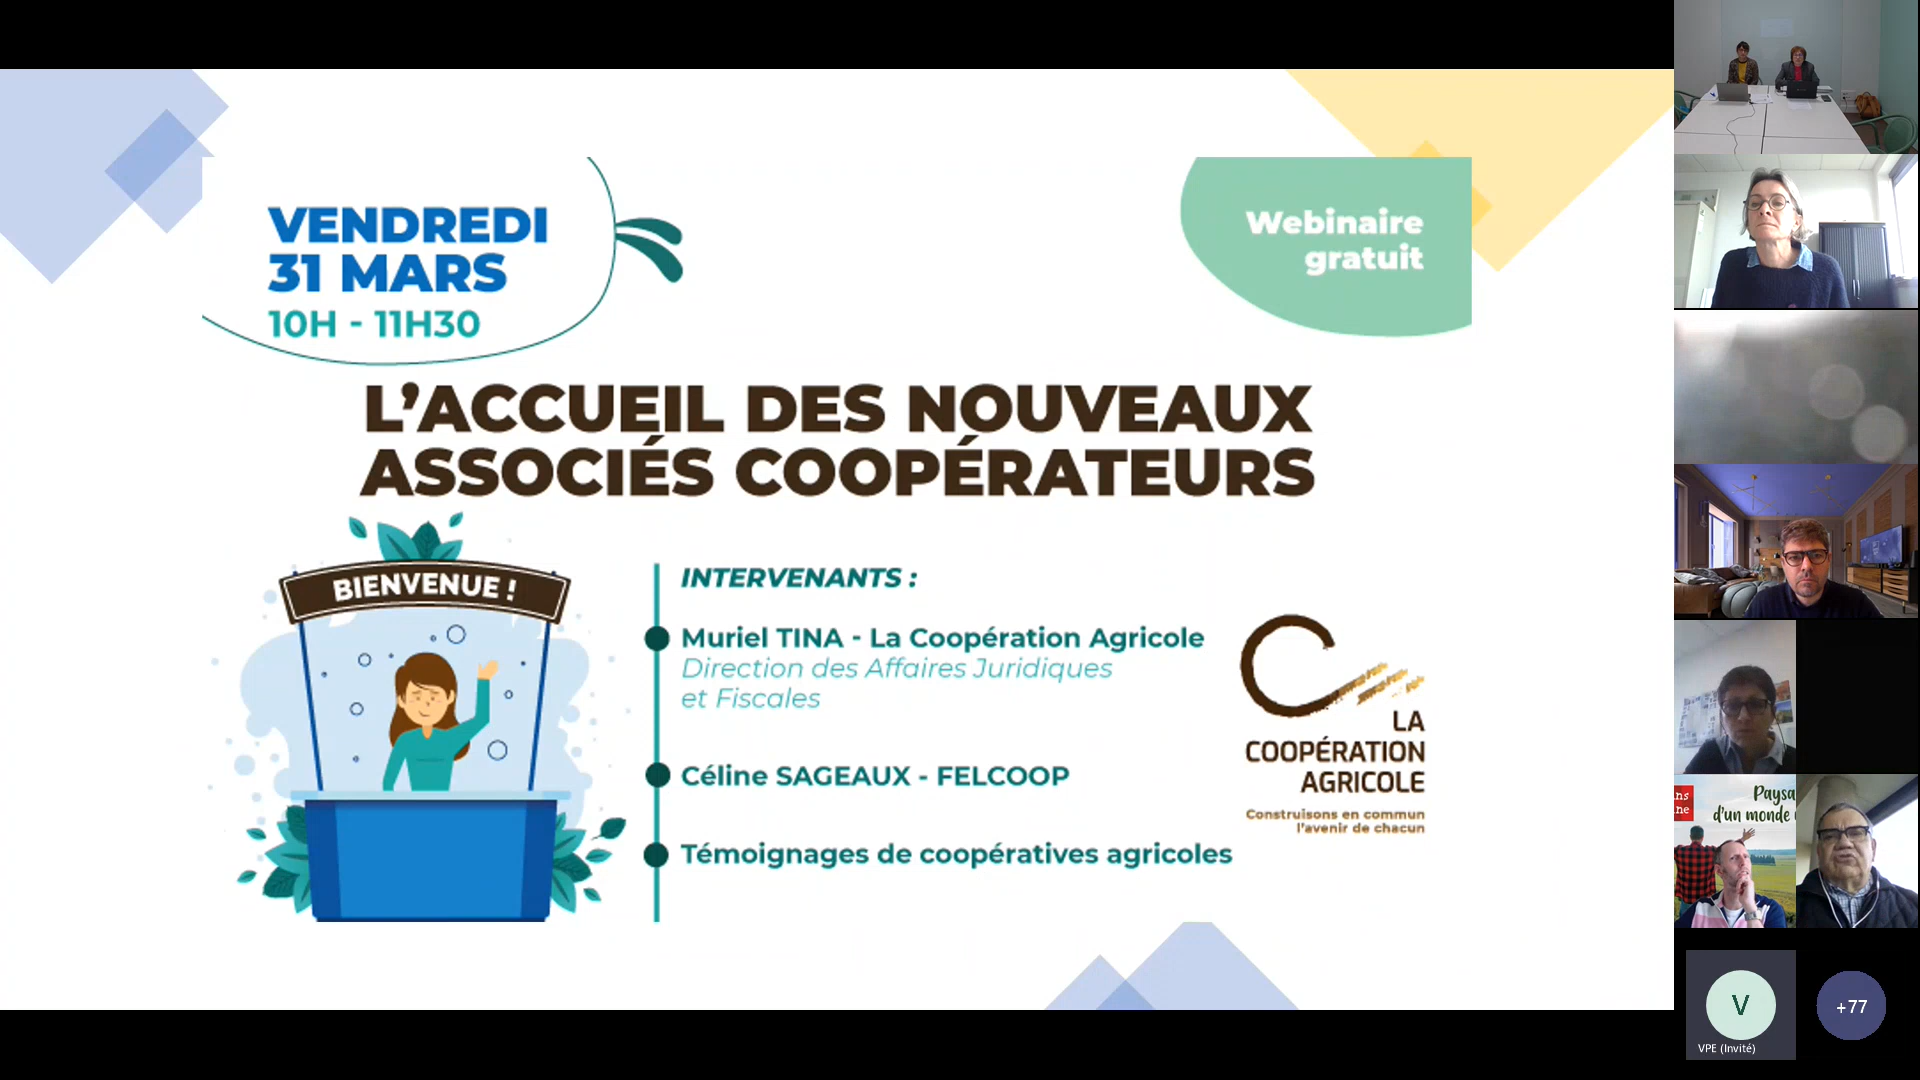 VENDREDI
31 MARS
10H - 11H30
Webinaire
gratuit
L'ACCUEIL DES NOUVEAUX
ASSOCIÉS COOPÉRATEURS
BIENVENUE !
INTERVENANTS :
Muriel TINA - La Coopération Agricole
Direction des Affaires Juridiques
et Fiscales
Céline SAGEAUX - FELCOOP
Témoignages de coopératives agricoles
LA
COOPÉRATION
AGRICOLE
Construisons en commun
l'avenir de chacun
Paysa
d'un monde
V
VPE (Invité)
+77